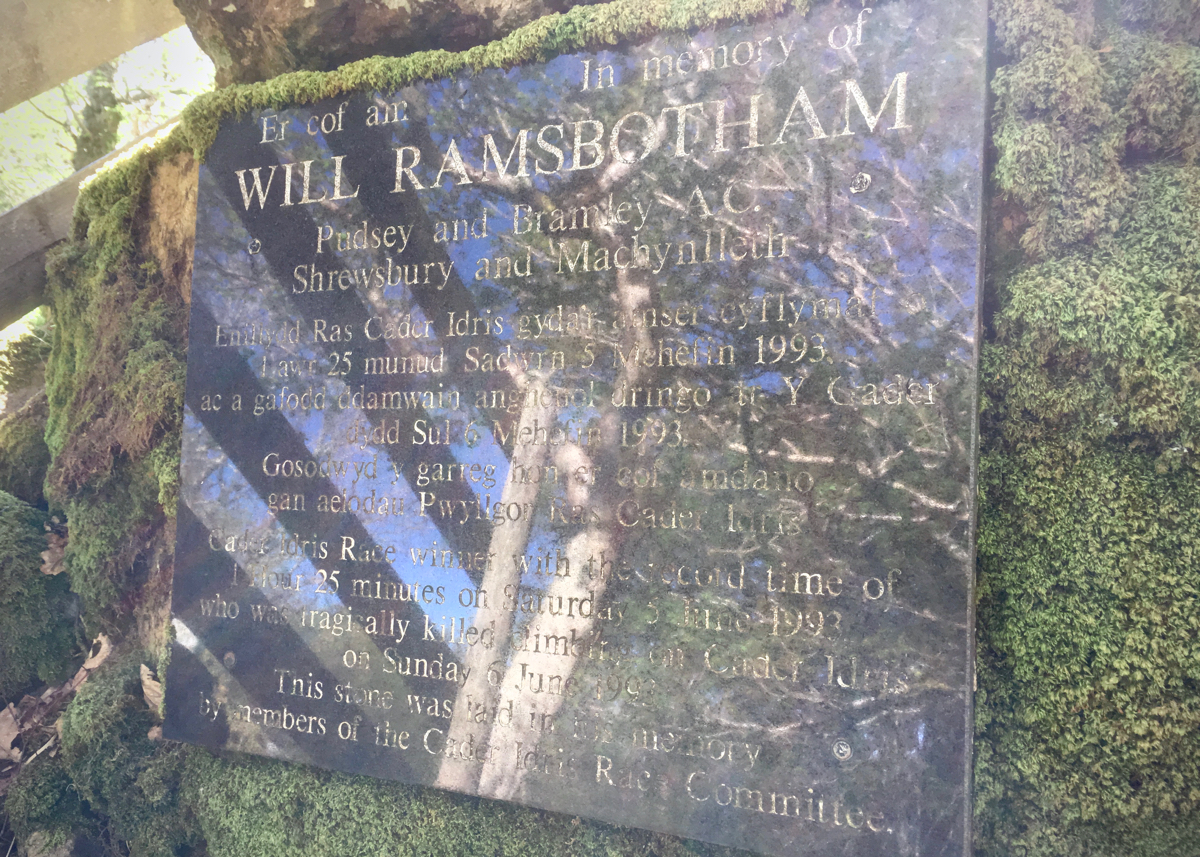 Er cof am
In memory of
WILL RAMSBOTHAM
Pudsey and Bramley A.C.
Shrewsbury and Machynlleth
Enillydd Ras Cader Idris gyda'r amser cyflymaf
1 awr 25 munud Sadwrn 5 Mehefin 1993
ac a gafodd ddamwain anghenol dringo ar Y Gader
dydd Sul 6 Mehefin 1993.
Gosodwyd y garreg hon er cof amdano
gan aelodau Pwyllgor Ras Cader Idris
Cader Idris Race winner with the record time of
1 Hour 25 minutes on Saturday 5 June 1993
who was tragically killed climbing on Cader Idris
on Sunday 6 June 1993
This stone was laid in his memory
by members of the Cader Idris Race Committee.